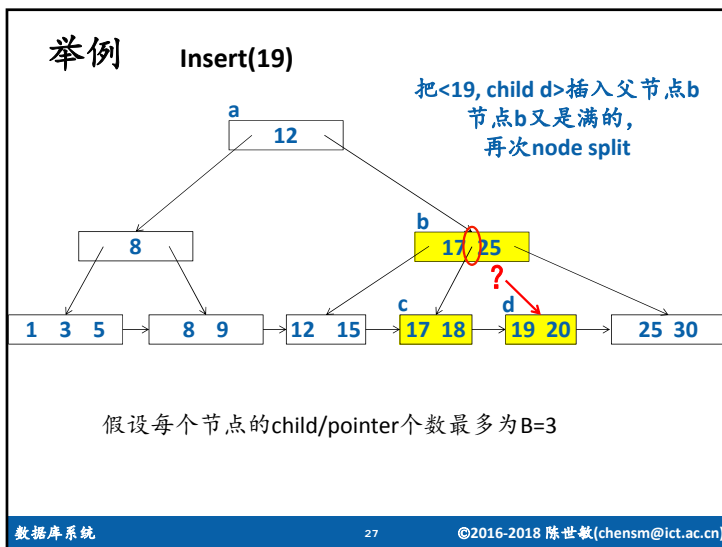 举例 Insert(19)
把<19, child d>插入父节点b
节点b又是满的，
再次node split
a
12
b
8
17 25
?
c
d
1 3 5
8 9
12 15
17 18
19 20
25 30
假设每个节点的child/pointer个数最多为B=3
数据库系统
27
©2016-2018 陈世敏(chensm@ict.ac.cn)